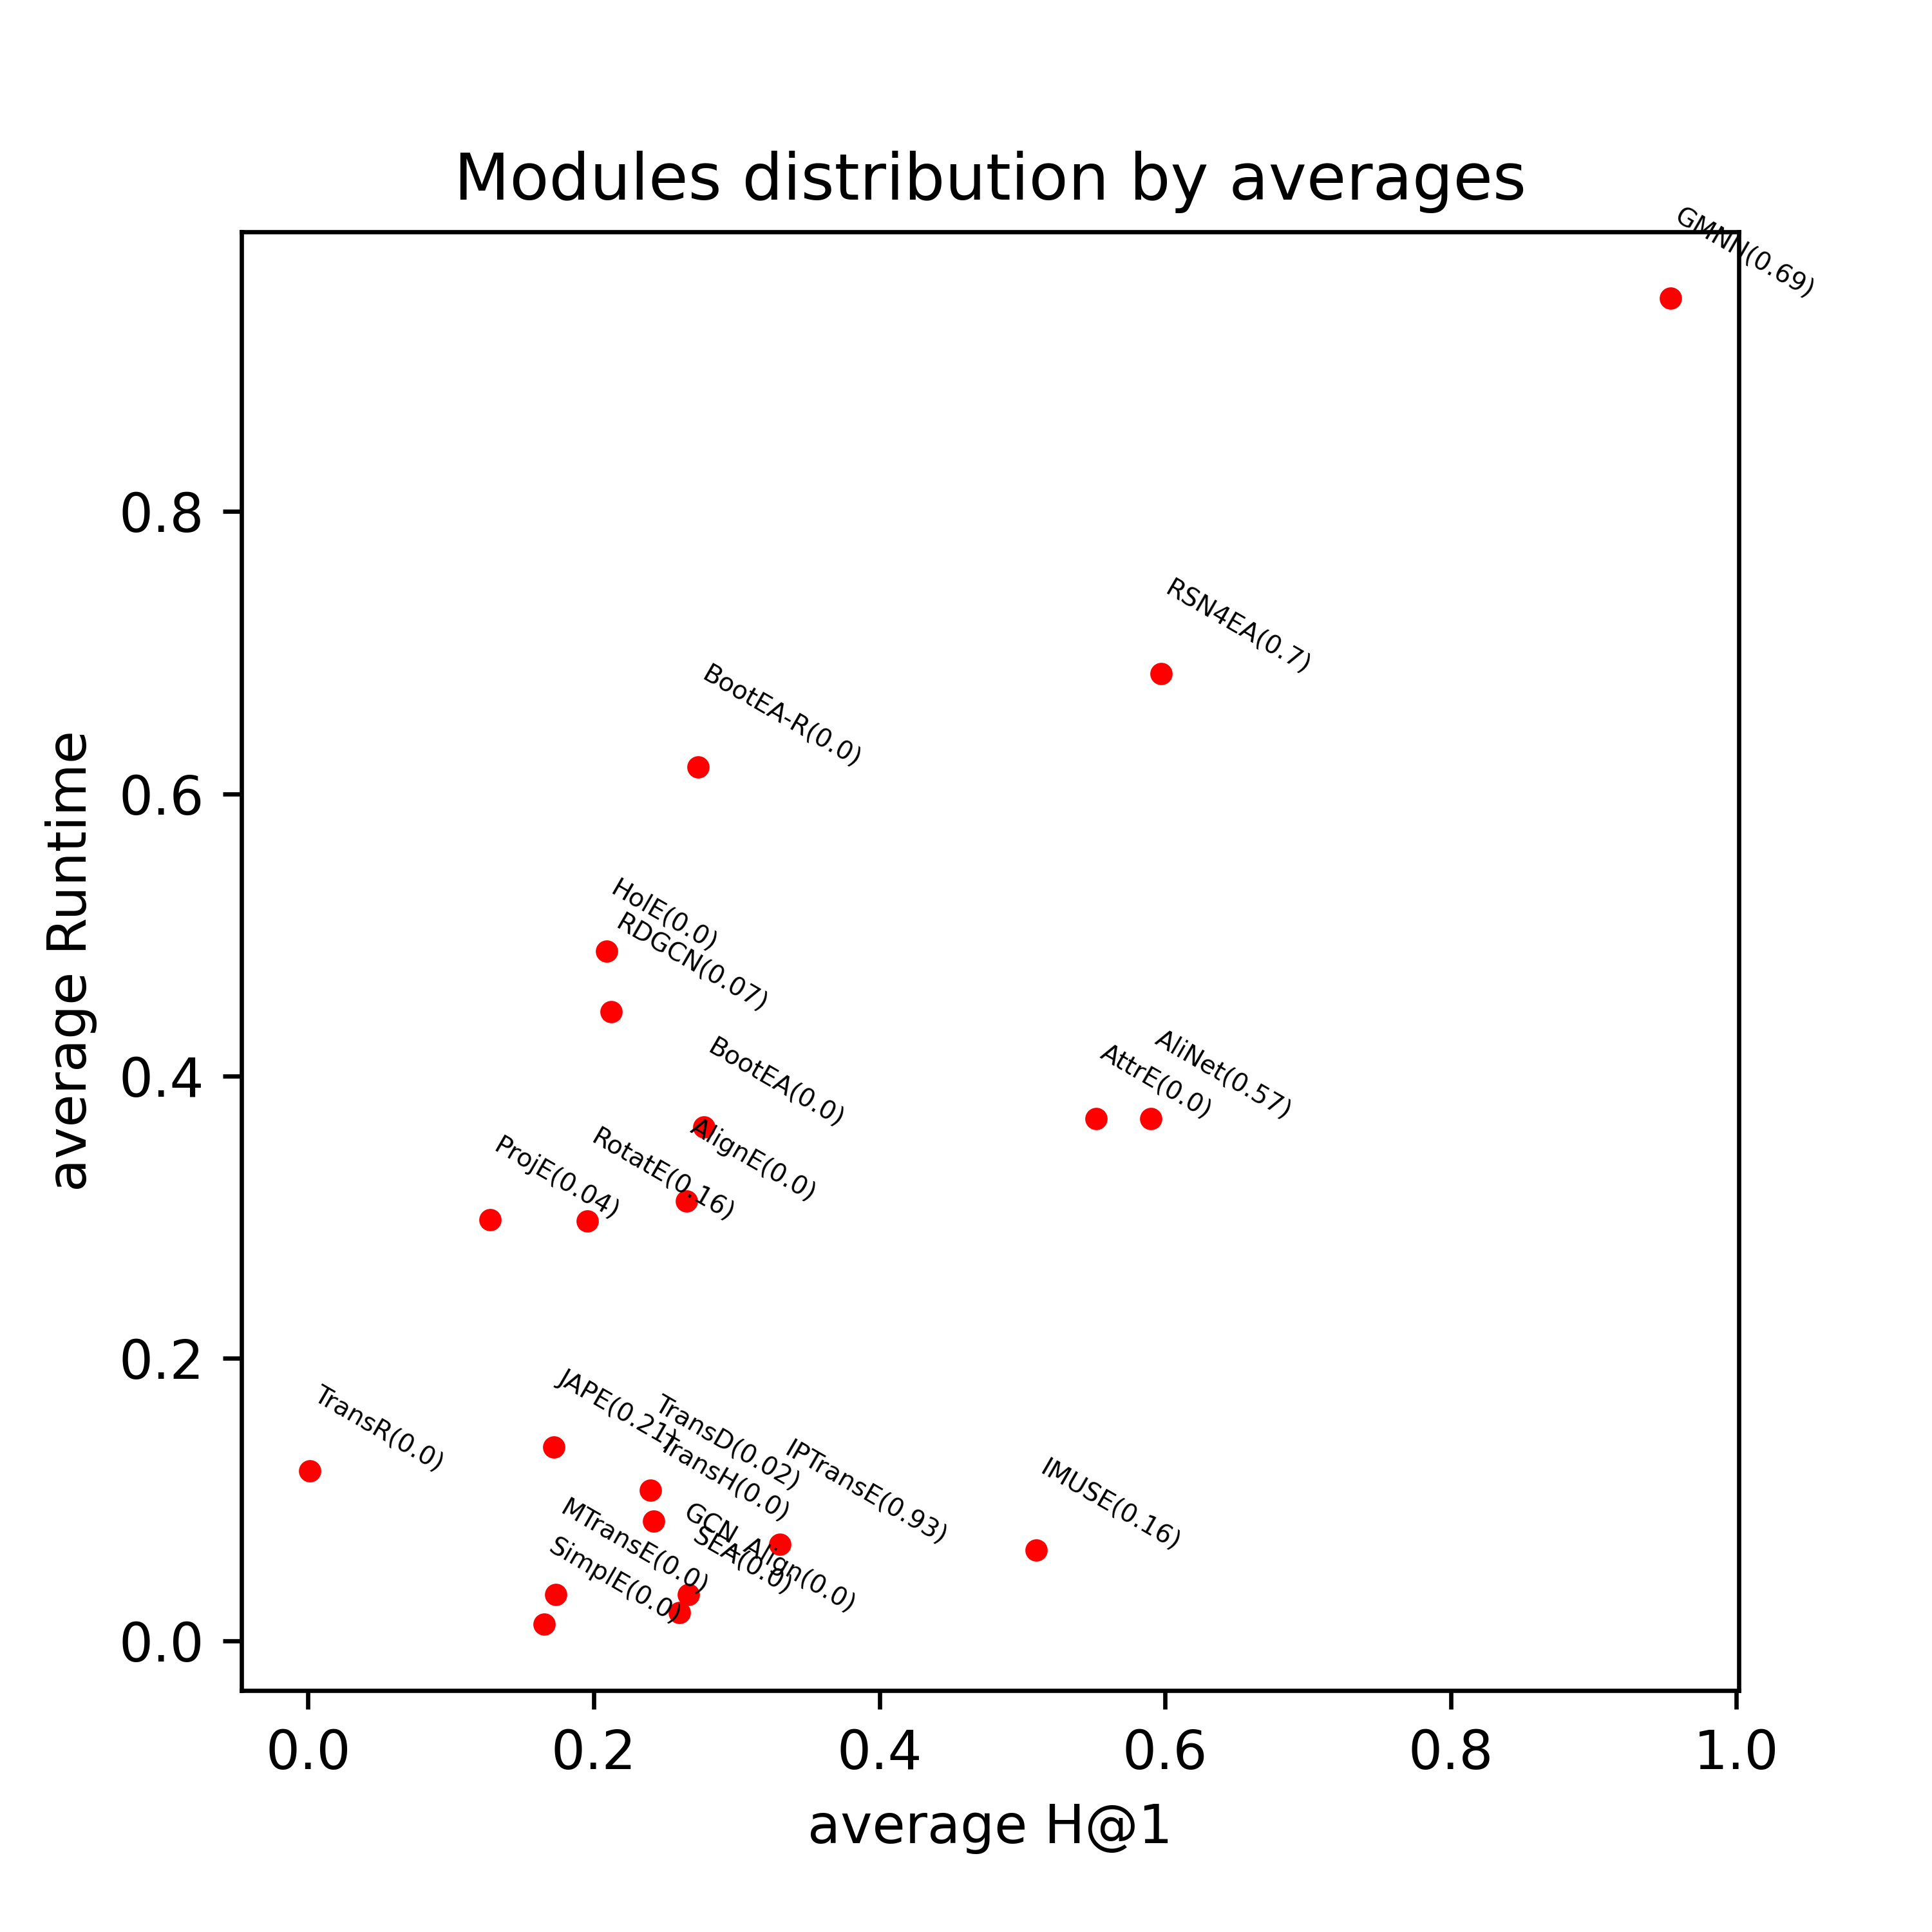 Modules distribution by averages
GMNN(0.69)
0.8
RSN4EA(0.7)
BootEA-R(0.0)
0.6
HolE(0.0)
RDGCN(0.07)
BootEA(0.0)
AliNet(0.57)
AttrE(0.0)
0.4
AlignE(0.0)
RotatE(0.16)
ProjE(0.04)
average Runtime
0.2
JAPE(0.21)
TransR(0.0)
TransD(0.02)
TransH(0.0)
IPTransE(0.93)
IMUSE(0.16)
MTransE(0.0)
GCN_Align(0.0)
SEA(0.0)
SimplE(0.0)
0.0
0.0 0.2 0.4 0.6 0.8 1.0
average H@1